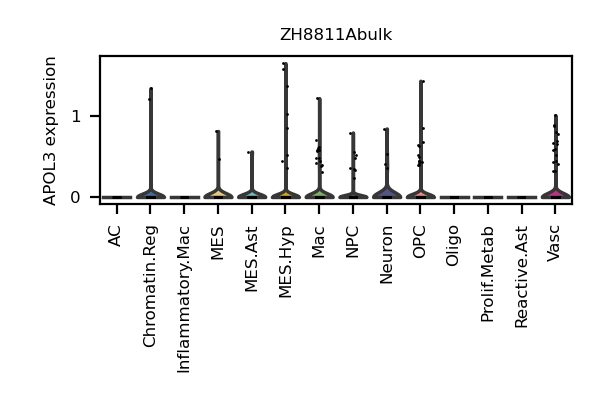 ZH8811Abulk
APOL3 expression
1
0
AC
Chromatin.Reg
Inflammatory.Mac
MES
MES.Ast
MES.Hyp
Mac
NPC
Neuron
OPC
Oligo
Prolif.Metab
Reactive.Ast
Vasc